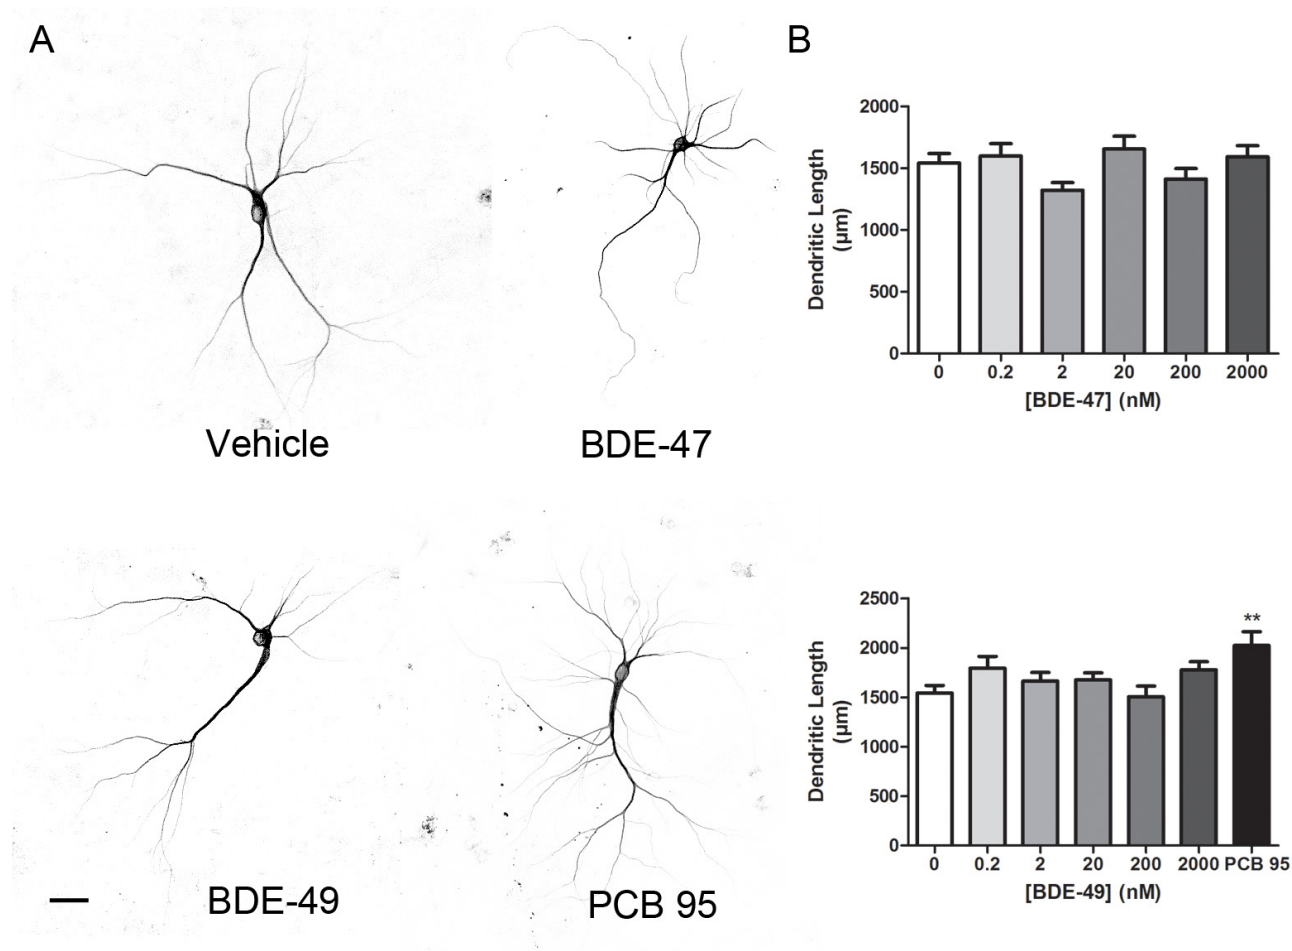 A
B
Vehicle
BDE-47
2000
1500
1000
500
0
Dendritic Length
(µm)
0 0.2 2 20 200 2000
[BDE-47] (nM)
BDE-49
PCB 95
2500
2000
1500
1000
500
0
Dendritic Length
(µm)
**
0 0.2 2 20 200 2000 PCB 95
[BDE-49] (nM)